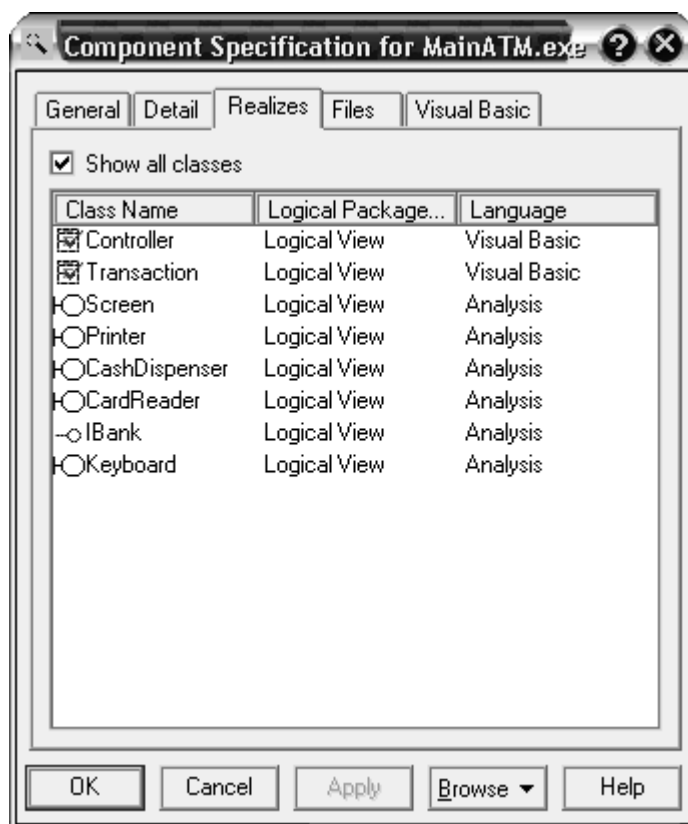 Component Specification for MainATM.exe
General Detail Realizes Files Visual Basic
Show all classes
Class Name Logical Package... Language
Controller Logical View Visual Basic
Transaction Logical View Visual Basic
Screen Logical View Analysis
Printer Logical View Analysis
CashDispenser Logical View Analysis
CardReader Logical View Analysis
IBank Logical View Analysis
Keyboard Logical View Analysis
OK Cancel Apply Browse Help